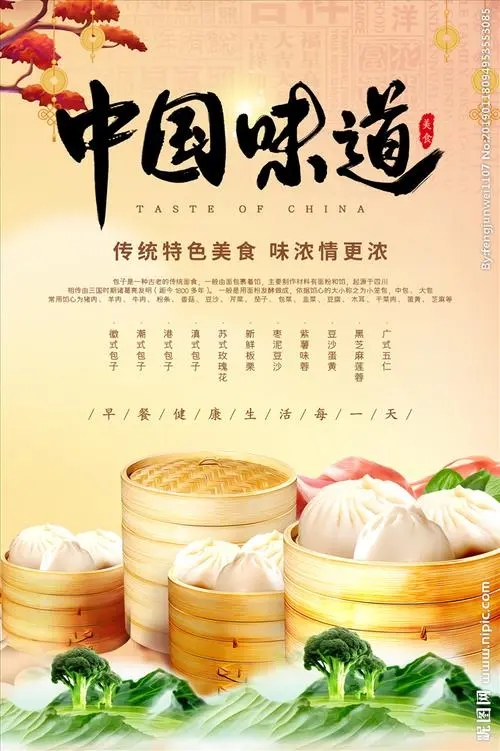 中国味道
美食
TASTE OF CHINA
传统特色美食 味浓情更浓
包子是一种古老的传统面食，一般由面包裹着馅，主要制作材料有面粉和馅，起源于四川
相传由三国时期诸葛亮发明（距今1800多年）。一般是用面粉发酵做成，依据馅心的大小称之为小笼包、中包、大包
常用馅心为猪肉、羊肉、牛肉、粉条、香菇、豆沙、芹菜、茄子、包菜、韭菜、豆腐、木耳、干菜肉、蛋黄、芝麻等
徽式包子
潮式包子
港式包子
滇式包子
苏式玫瑰花
新鲜板栗
枣泥豆沙
紫薯味蓉
豆沙蛋黄
黑芝麻莲蓉
广式五仁
/早/餐/健/康/生/活/每/一/天/
By:fengjunwei1107 No:20190118094953553085
昵图网 www.nipic.com